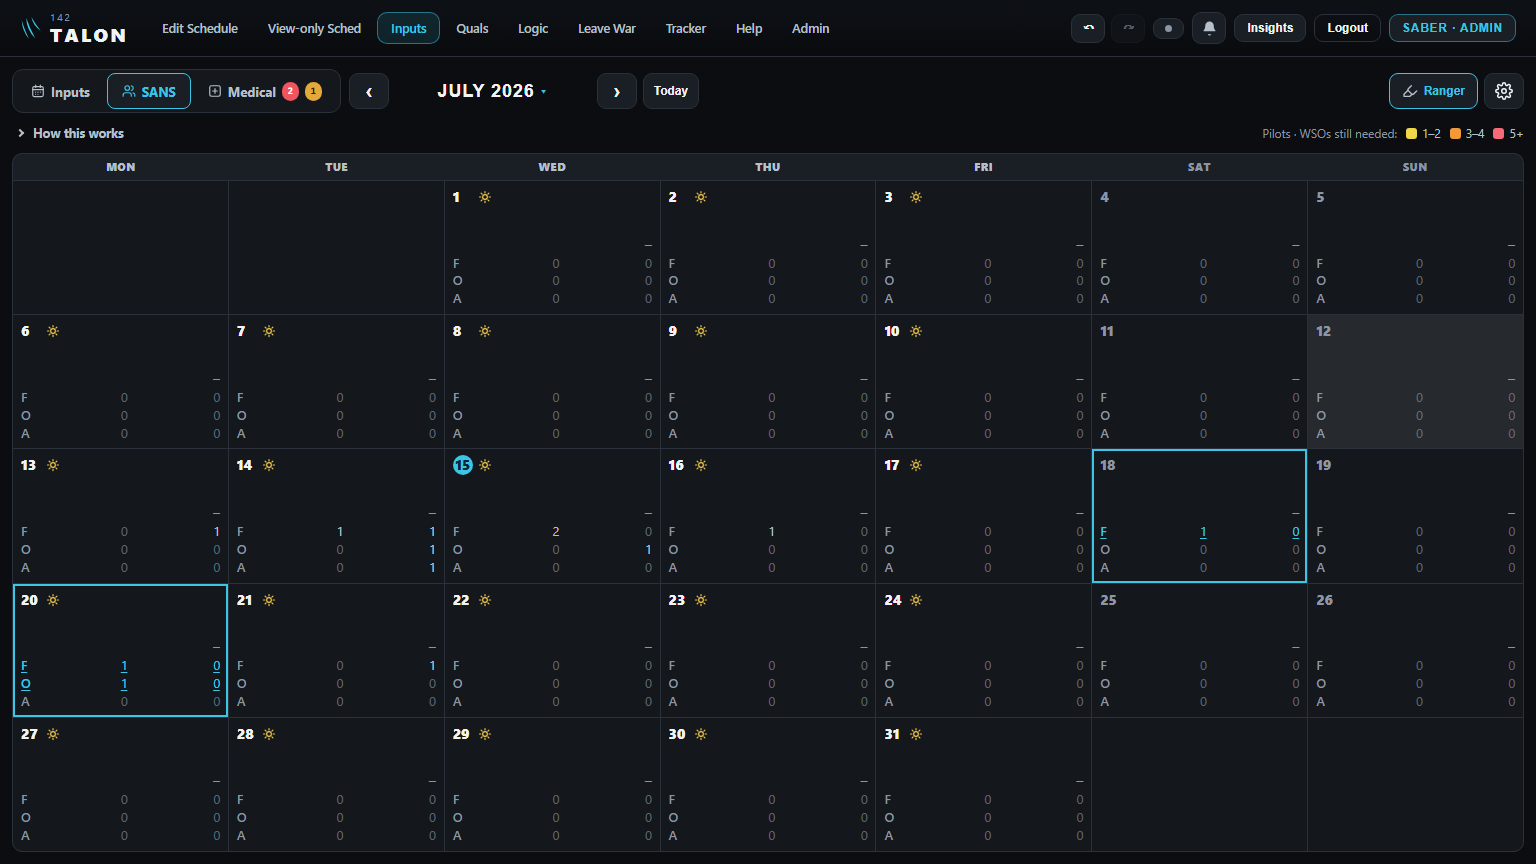 142
TALON
Edit Schedule View-only Sched Inputs Quals Logic Leave War Tracker Help Admin
Insights Logout SABER · ADMIN
Inputs SANS Medical 2 1 ‹ JULY 2026 › Today Ranger
How this works
Pilots · WSOs still needed: 1–2 3–4 5+
MON TUE WED THU FRI SAT SUN
1 2 3 4 5
– – – – –
F 0 0 F 0 0 F 0 0 F 0 0 F 0 0
O 0 0 O 0 0 O 0 0 O 0 0 O 0 0
A 0 0 A 0 0 A 0 0 A 0 0 A 0 0
6 7 8 9 10 11 12
– – – – – – –
F 0 0 F 0 0 F 0 0 F 0 0 F 0 0 F 0 0 F 0 0
O 0 0 O 0 0 O 0 0 O 0 0 O 0 0 O 0 0 O 0 0
A 0 0 A 0 0 A 0 0 A 0 0 A 0 0 A 0 0 A 0 0
13 14 15 16 17 18 19
– – – – – –
F 0 1 F 1 1 F 2 0 F 1 0 F 0 0 F 1 0 F 0 0
O 0 0 O 0 1 O 0 1 O 0 0 O 0 0 O 0 0 O 0 0
A 0 0 A 0 1 A 0 0 A 0 0 A 0 0 A 0 0 A 0 0
20 21 22 23 24 25 26
– – – – – – –
F 1 0 F 0 1 F 0 0 F 0 0 F 0 0 F 0 0 F 0 0
O 1 0 O 0 0 O 0 0 O 0 0 O 0 0 O 0 0 O 0 0
A 0 0 A 0 0 A 0 0 A 0 0 A 0 0 A 0 0 A 0 0
27 28 29 30 31
– – – – –
F 0 0 F 0 0 F 0 0 F 0 0 F 0 0
O 0 0 O 0 0 O 0 0 O 0 0 O 0 0
A 0 0 A 0 0 A 0 0 A 0 0 A 0 0